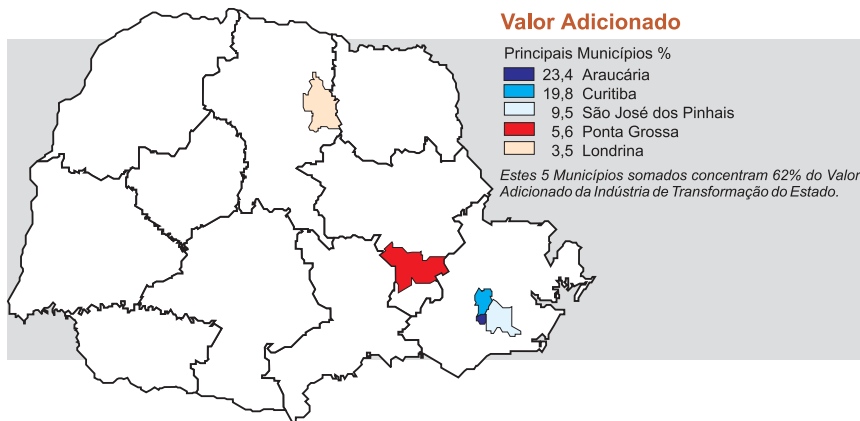 Valor Adicionado
Principais Municípios %
23,4 Araucária
19,8 Curitiba
9,5 São José dos Pinhais
5,6 Ponta Grossa
3,5 Londrina
Estes 5 Municípios somados concentram 62% do Valor
Adicionado da Indústria de Transformação do Estado.